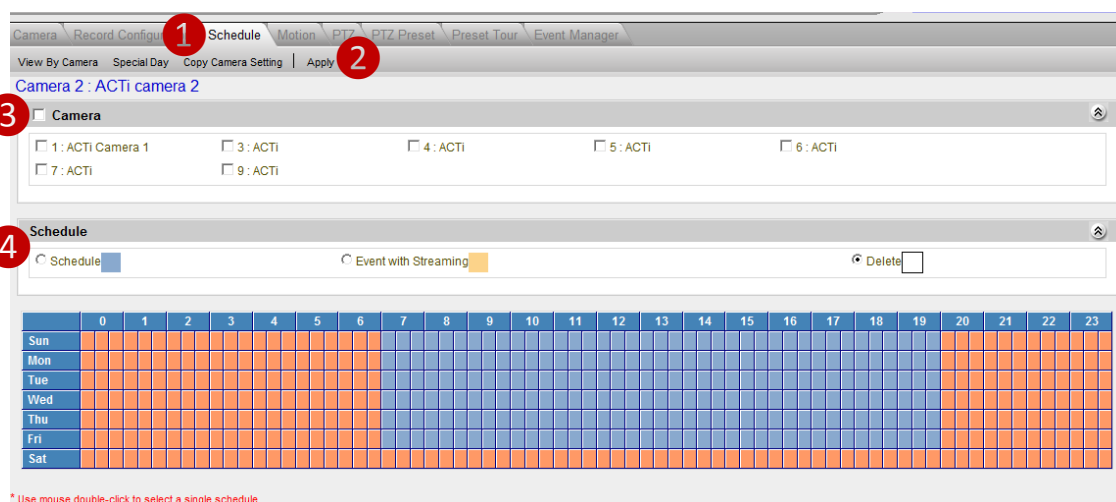 Camera Record Configur 1 Schedule Motion PTZ PTZ Preset Preset Tour Event Manager
View By Camera Special Day Copy Camera Setting | Apply 2
Camera 2 : ACTi camera 2
3 Camera
1 : ACTi Camera 1 3 : ACTi 4 : ACTi 5 : ACTi 6 : ACTi
7 : ACTi 9 : ACTi
Schedule
4 Schedule Event with Streaming Delete
0 1 2 3 4 5 6 7 8 9 10 11 12 13 14 15 16 17 18 19 20 21 22 23
Sun
Mon
Tue
Wed
Thu
Fri
Sat
* Use mouse double-click to select a single schedule